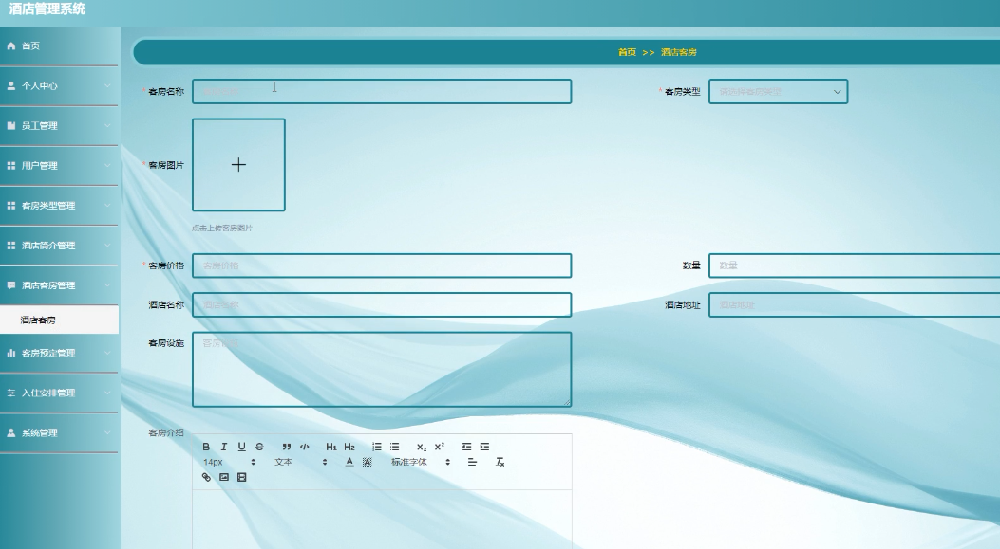 酒店管理系统
首页
个人中心
员工管理
用户管理
客房类型管理
酒店简介管理
酒店客房管理
酒店客房
客房预定管理
入住安排管理
系统管理
首页 >> 酒店客房
* 客房名称
* 客房类型 请选择客房类型
* 客房图片
点击上传客房图片
* 客房价格 客房价格
数量 数量
酒店名称 酒店名称
酒店地址 酒店地址
客房设施 客房设施
客房介绍
B I U S " </> H1 H2 X₂ X²
14px 文本 A A 标准字体 Tx